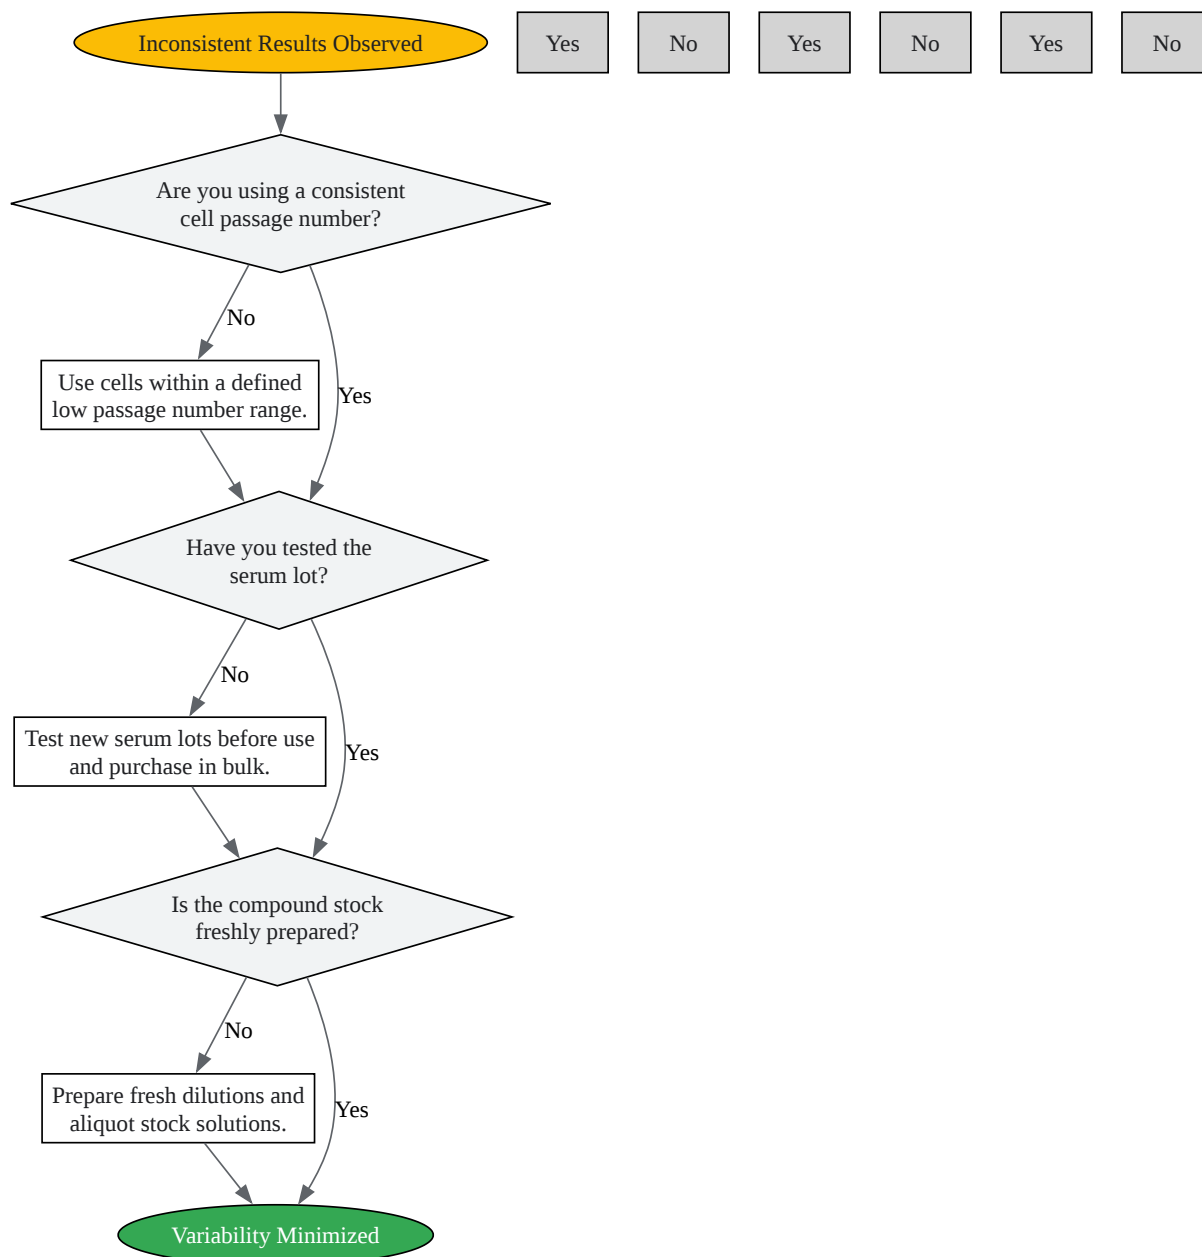 Inconsistent Results Observed
Yes
No
Yes
No
Yes
No
Are you using a consistent
cell passage number?
No
Use cells within a defined
low passage number range.
Yes
Have you tested the
serum lot?
No
Test new serum lots before use
and purchase in bulk.
Yes
Is the compound stock
freshly prepared?
No
Prepare fresh dilutions and
aliquot stock solutions.
Yes
Variability Minimized